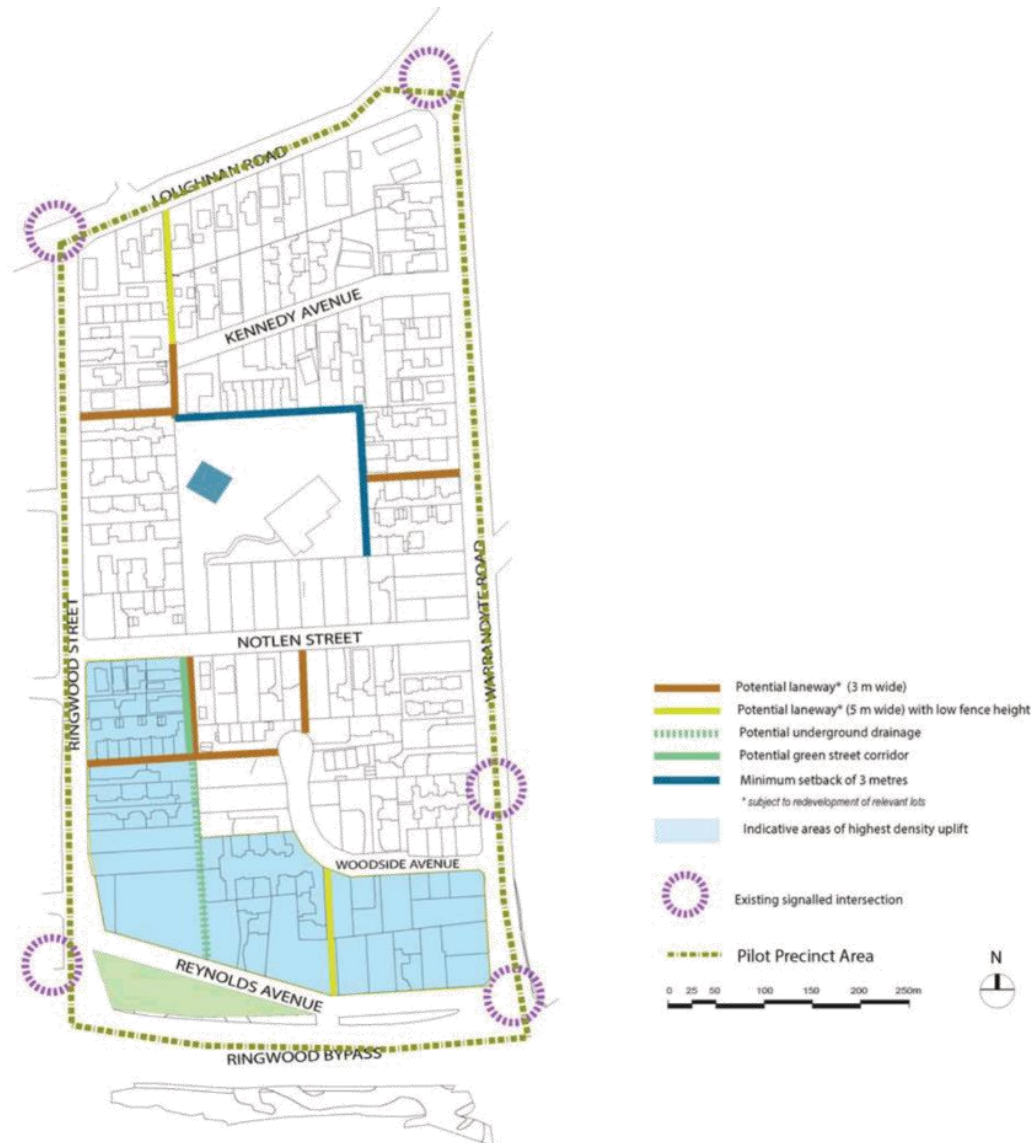 LOUGHNAN ROAD
KENNEDY AVENUE
NOTLEN STREET
RINGWOOD STREET
WARRANDYTE ROAD
WOODSIDE AVENUE
REYNOLDS AVENUE
RINGWOOD BYPASS
Potential laneway* (3 m wide)
Potential laneway* (5 m wide) with low fence height
Potential underground drainage
Potential green street corridor
Minimum setback of 3 metres
* subject to redevelopment of relevant lots
Indicative areas of highest density uplift
Existing signalled intersection
Pilot Precinct Area
N
0 25 50 100 150 200 250m